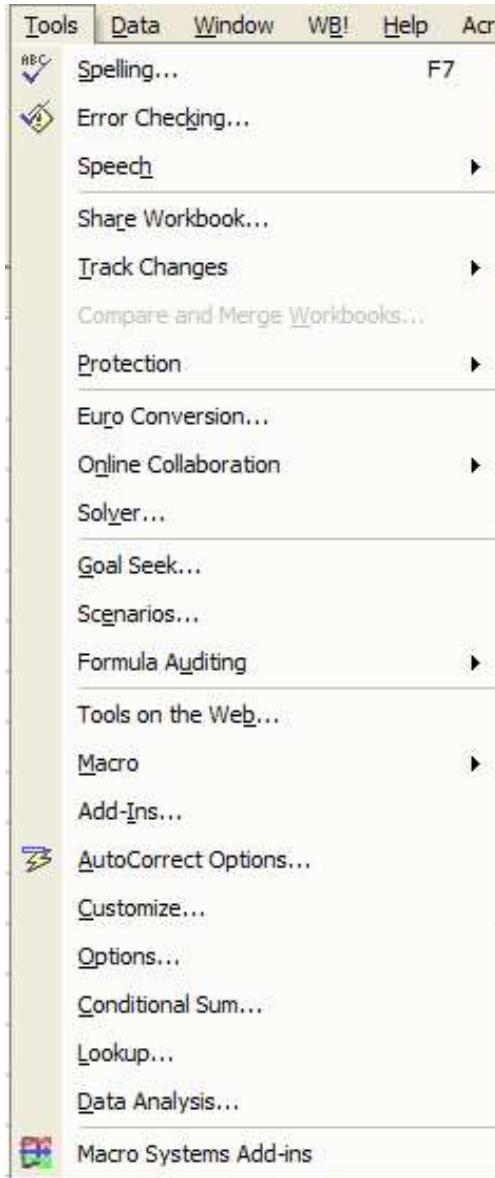 Tools Data Window WB! Help Acr
ABC Spelling... F7
Error Checking...
Speech
Share Workbook...
Track Changes
Compare and Merge Workbooks...
Protection
Euro Conversion...
Online Collaboration
Solver...
Goal Seek...
Scenarios...
Formula Auditing
Tools on the Web...
Macro
Add-Ins...
AutoCorrect Options...
Customize...
Options...
Conditional Sum...
Lookup...
Data Analysis...
Macro Systems Add-ins